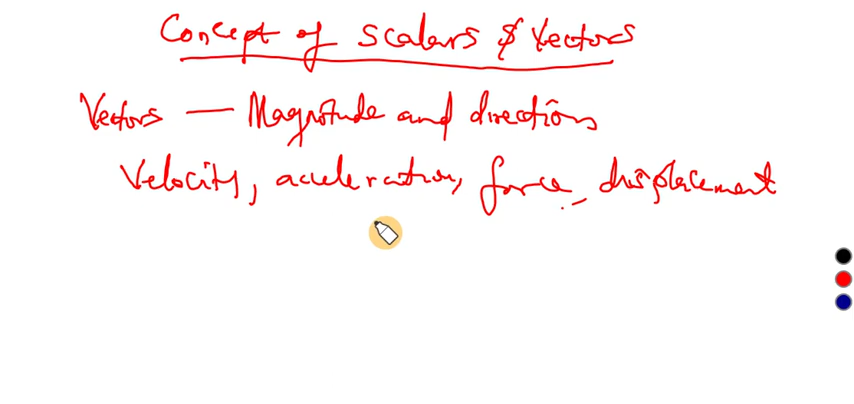 Concept of Scalars & Vectors
Vectors — Magnitude and directions
Velocity, acceleration, force, displacement